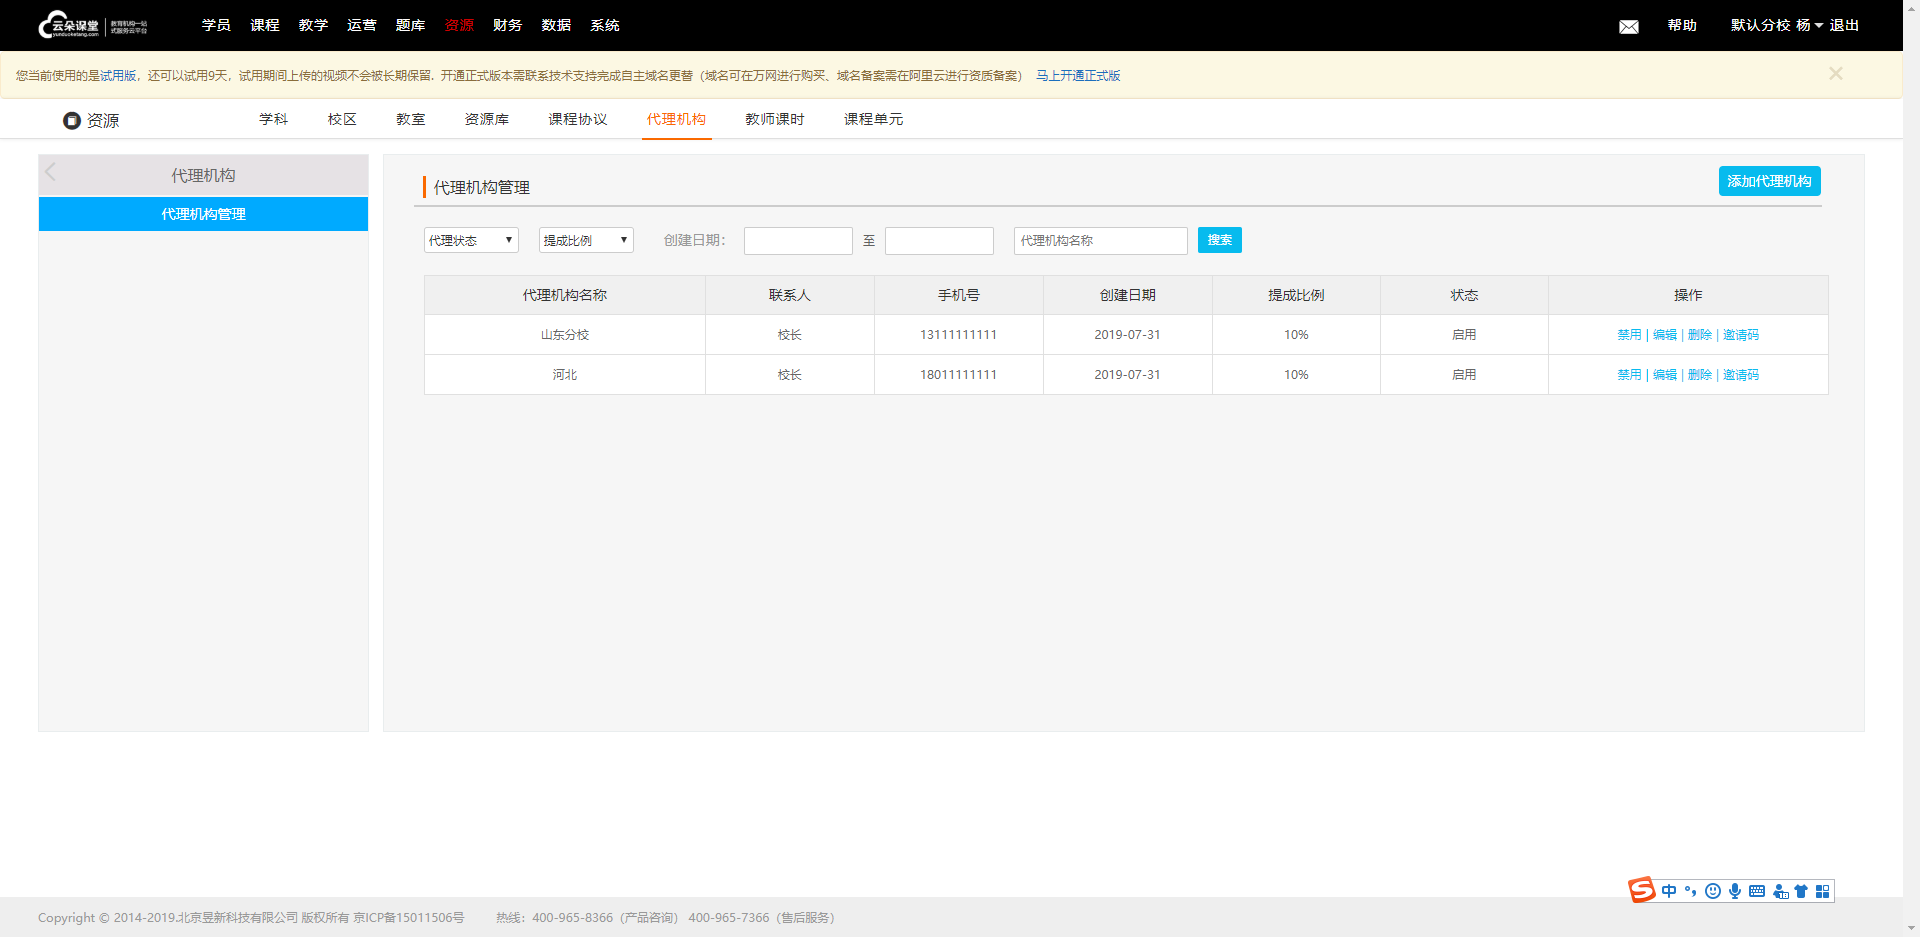 云朵课堂 yunduoketang.com 教育机构一站式服务云平台
学员 课程 教学 运营 题库 资源 财务 数据 系统 帮助 默认分校 杨 退出
您当前使用的是试用版，还可以试用9天，试用期间上传的视频不会被长期保留. 开通正式版本需联系技术支持完成自主域名更替（域名可在万网进行购买、域名备案需在阿里云进行资质备案） 马上开通正式版
资源 学科 校区 教室 资源库 课程协议 代理机构 教师课时 课程单元
代理机构
代理机构管理
代理机构管理 添加代理机构
代理状态 提成比例 创建日期： 至 代理机构名称 搜索
代理机构名称 联系人 手机号 创建日期 提成比例 状态 操作
山东分校 校长 13111111111 2019-07-31 10% 启用 禁用 | 编辑 | 删除 | 邀请码
河北 校长 18011111111 2019-07-31 10% 启用 禁用 | 编辑 | 删除 | 邀请码
中
Copyright © 2014-2019.北京昱新科技有限公司 版权所有 京ICP备15011506号 热线：400-965-8366（产品咨询） 400-965-7366（售后服务）